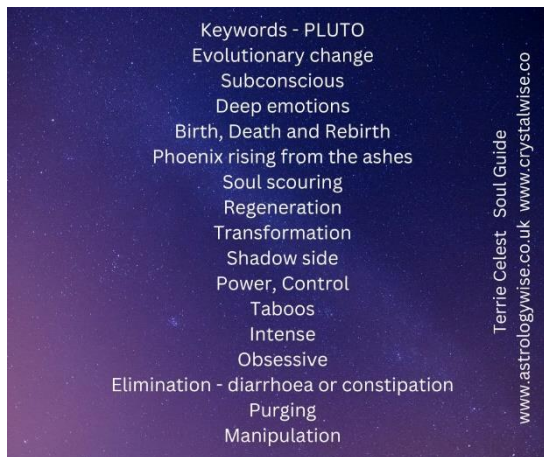 Keywords - PLUTO
Evolutionary change
Subconscious
Deep emotions
Birth, Death and Rebirth
Phoenix rising from the ashes
Soul scouring
Regeneration
Transformation
Shadow side
Power, Control
Taboos
Intense
Obsessive
Elimination - diarrhoea or constipation
Purging
Manipulation
Terrie Celest Soul Guide
www.astrologywise.co.uk www.crystalwise.co